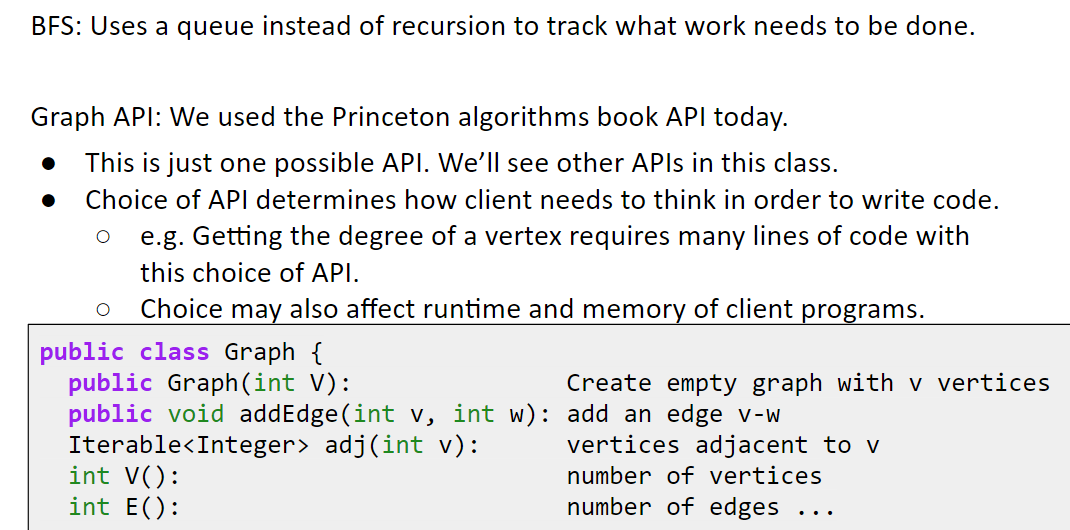 BFS: Uses a queue instead of recursion to track what work needs to be done.
Graph API: We used the Princeton algorithms book API today.
● This is just one possible API. We’ll see other APIs in this class.
● Choice of API determines how client needs to think in order to write code.
○ e.g. Getting the degree of a vertex requires many lines of code with
this choice of API.
○ Choice may also affect runtime and memory of client programs.
public class Graph {
public Graph(int V): Create empty graph with v vertices
public void addEdge(int v, int w): add an edge v-w
Iterable<Integer> adj(int v): vertices adjacent to v
int V(): number of vertices
int E(): number of edges ...